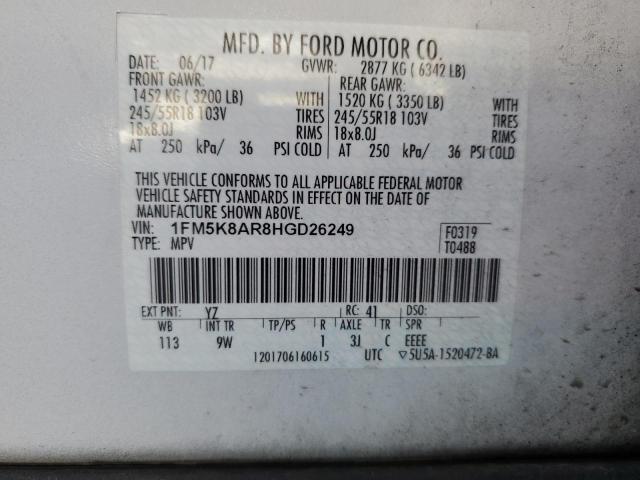 MFD. BY FORD MOTOR CO.
DATE: 06/17 GVWR: 2877 KG ( 6342 LB)
FRONT GAWR: REAR GAWR:
1452 KG ( 3200 LB) WITH 1520 KG ( 3350 LB) WITH
245/55R18 103V TIRES 245/55R18 103V TIRES
18x8.0J RIMS 18x8.0J RIMS
AT 250 kPa/ 36 PSI COLD AT 250 kPa/ 36 PSI COLD
THIS VEHICLE CONFORMS TO ALL APPLICABLE FEDERAL MOTOR
VEHICLE SAFETY STANDARDS IN EFFECT ON THE DATE OF
MANUFACTURE SHOWN ABOVE.
VIN: 1FM5K8AR8HGD26249 F0319
TYPE: MPV T0488
EXT PNT: YZ RC: 41 DSO:
WB INT TR TP/PS R AXLE TR SPR
113 9W 1 3J C EEEE
1201706160615 UTC ▽5U5A-1520472-BA